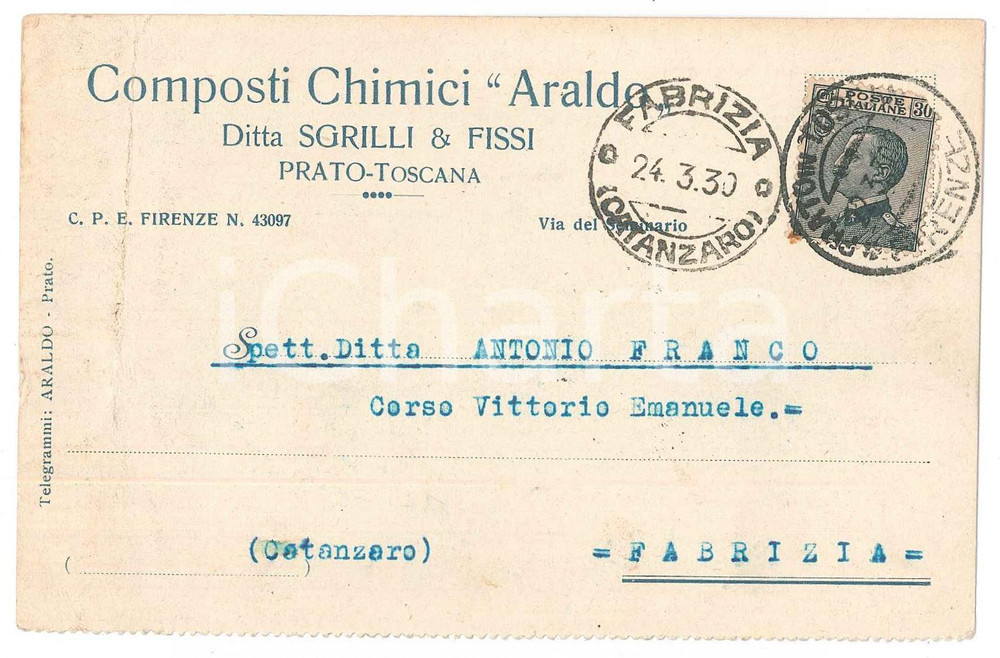 Composti Chimici “Araldo„
Ditta SGRILLI & FISSI
PRATO-TOSCANA
C. P. E. FIRENZE N. 43097
Via del Seminario
FABRIZIA
24. 3.30
(CATANZARO)
POSTE
ITALIANE
30
Telegrammi: ARALDO - Prato.
iCharta
Spett.Ditta ANTONIO FRANCO
Corso Vittorio Emanuele.=
(Catanzaro)
= FABRIZIA =